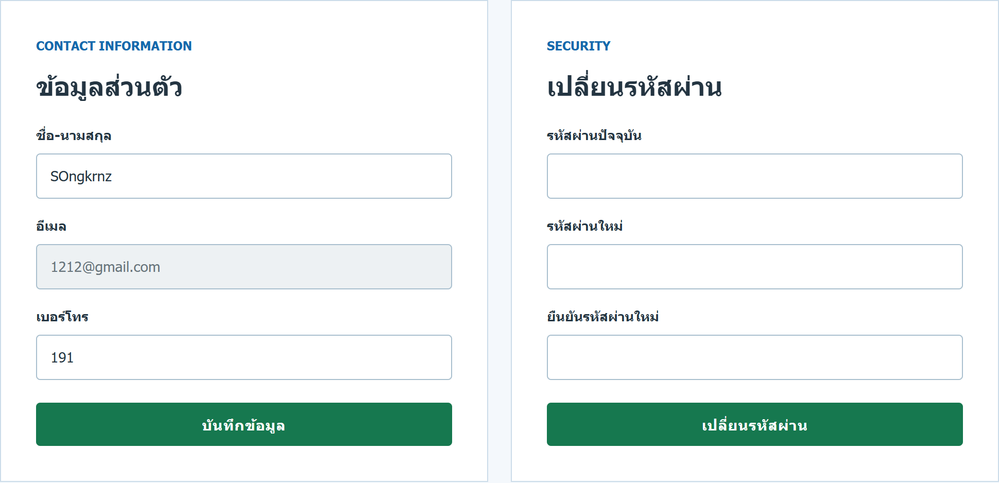 CONTACT INFORMATION
ข้อมูลส่วนตัว
ชื่อ-นามสกุล
SOngkrnz
อีเมล
1212@gmail.com
เบอร์โทร
191
บันทึกข้อมูล
SECURITY
เปลี่ยนรหัสผ่าน
รหัสผ่านปัจจุบัน
รหัสผ่านใหม่
ยืนยันรหัสผ่านใหม่
เปลี่ยนรหัสผ่าน